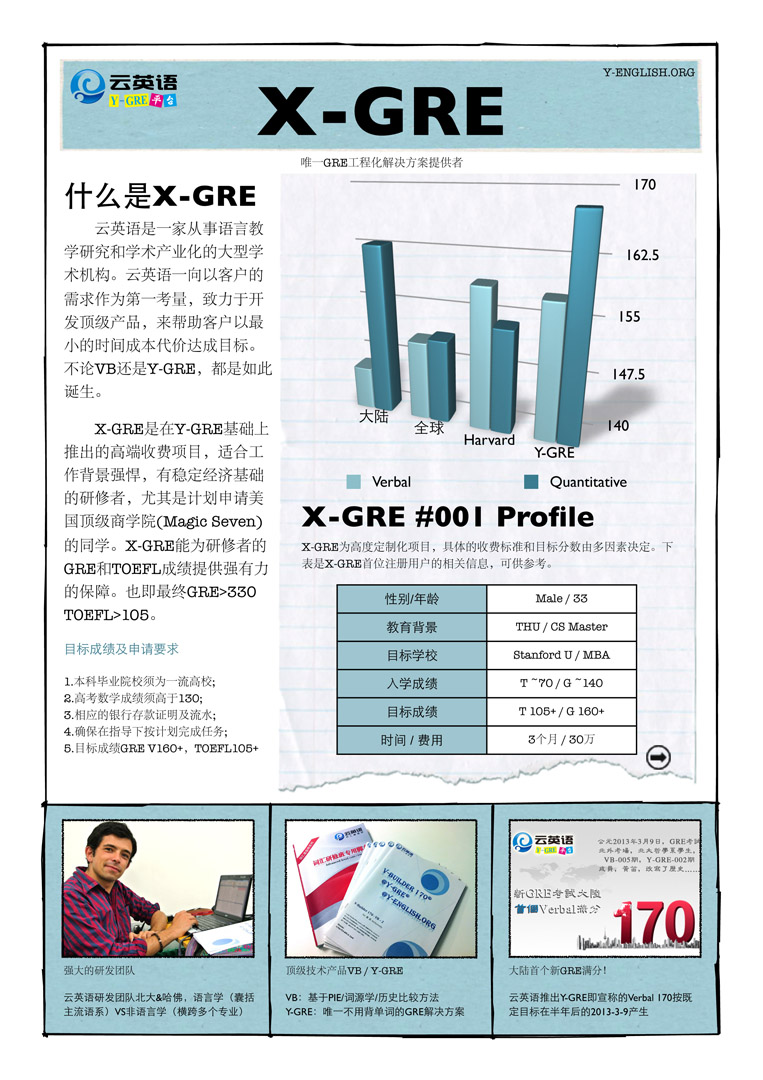 云英语
Y-GRE平台
Y-ENGLISH.ORG
X-GRE
唯一GRE工程化解决方案提供者
什么是X-GRE
云英语是一家从事语言教
学研究和学术产业化的大型学
术机构。云英语一向以客户的
需求作为第一考量，致力于开
发顶级产品，来帮助客户以最
小的时间成本代价达成目标。
不论VB还是Y-GRE，都是如此
诞生。
X-GRE是在Y-GRE基础上
推出的高端收费项目，适合工
作背景强悍，有稳定经济基础
的研修者，尤其是计划申请美
国顶级商学院(Magic Seven)
的同学。X-GRE能为研修者的
GRE和TOEFL成绩提供强有力
的保障。也即最终GRE>330
TOEFL>105。
目标成绩及申请要求
1.本科毕业院校须为一流高校;
2.高考数学成绩须高于130;
3.相应的银行存款证明及流水;
4.确保在指导下按计划完成任务;
5.目标成绩GRE V160+，TOEFL105+
170
162.5
155
147.5
140
大陆
全球
Harvard
Y-GRE
Verbal
Quantitative
X-GRE #001 Profile
X-GRE为高度定制化项目，具体的收费标准和目标分数由多因素决定。下
表是X-GRE首位注册用户的相关信息，可供参考。
性别/年龄 Male / 33
教育背景 THU / CS Master
目标学校 Stanford U / MBA
入学成绩 T ~70 / G ~140
目标成绩 T 105+ / G 160+
时间 / 费用 3个月 / 30万
强大的研发团队
云英语研发团队北大&哈佛，语言学（囊括
主流语系）VS非语言学（横跨多个专业）
云英语
Y-BUILDER 170®
@Y-GRE®
@Y-ENGLISH.ORG
顶级技术产品VB / Y-GRE
VB：基于PIE/词源学/历史比较方法
Y-GRE：唯一不用背单词的GRE解决方案
云英语
Y-GRE平台
公元2013年3月9日，GRE考试
北外考场，北大哲学系学生，
VB-005期，Y-GRE-002期
新GRE考試大陸
首個Verbal滿分
170
大陆首个新GRE满分！
云英语推出Y-GRE即宣称的Verbal 170按既
定目标在半年后的2013-3-9产生